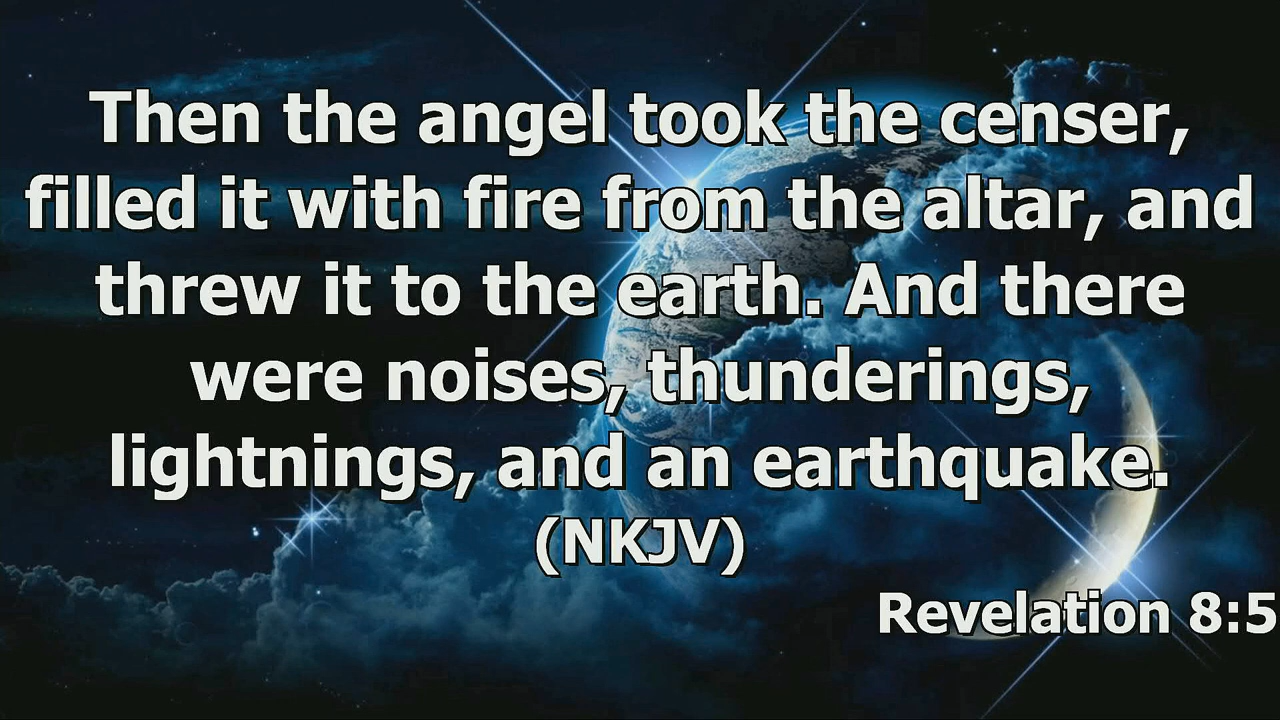 Then the angel took the censer,
filled it with fire from the altar, and
threw it to the earth. And there
were noises, thunderings,
lightnings, and an earthquake.
(NKJV)
Revelation 8:5